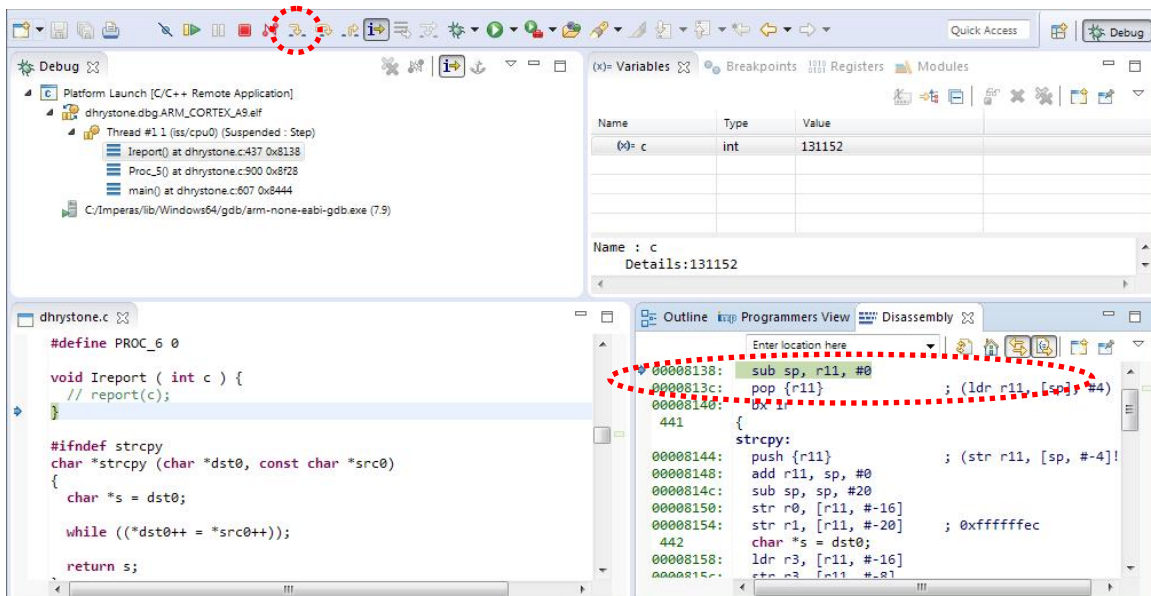 Quick Access
Debug
Debug
Platform Launch [C/C++ Remote Application]
dhrystone.dbg.ARM_CORTEX_A9.elf
Thread #1 1 (iss/cpu0) (Suspended : Step)
Ireport() at dhrystone.c:437 0x8138
Proc_5() at dhrystone.c:900 0x8f28
main() at dhrystone.c:607 0x8444
C:/Imperas/lib/Windows64/gdb/arm-none-eabi-gdb.exe (7.9)
(x)= Variables Breakpoints Registers Modules
Name Type Value
(x)= c int 131152
Name : c
Details:131152
dhrystone.c
#define PROC_6 0
void Ireport ( int c ) {
// report(c);
}
#ifndef strcpy
char *strcpy (char *dst0, const char *src0)
{
char *s = dst0;
while ((*dst0++ = *src0++));
return s;
Outline Programmers View Disassembly
Enter location here
00008138: sub sp, r11, #0
0000813c: pop {r11} ; (ldr r11, [sp], #4)
00008140: bx lr
441 {
strcpy:
00008144: push {r11} ; (str r11, [sp, #-4]!
00008148: add r11, sp, #0
0000814c: sub sp, sp, #20
00008150: str r0, [r11, #-16]
00008154: str r1, [r11, #-20] ; 0xffffffec
442 char *s = dst0;
00008158: ldr r3, [r11, #-16]
0000815c: str r3, [r11, #-8]